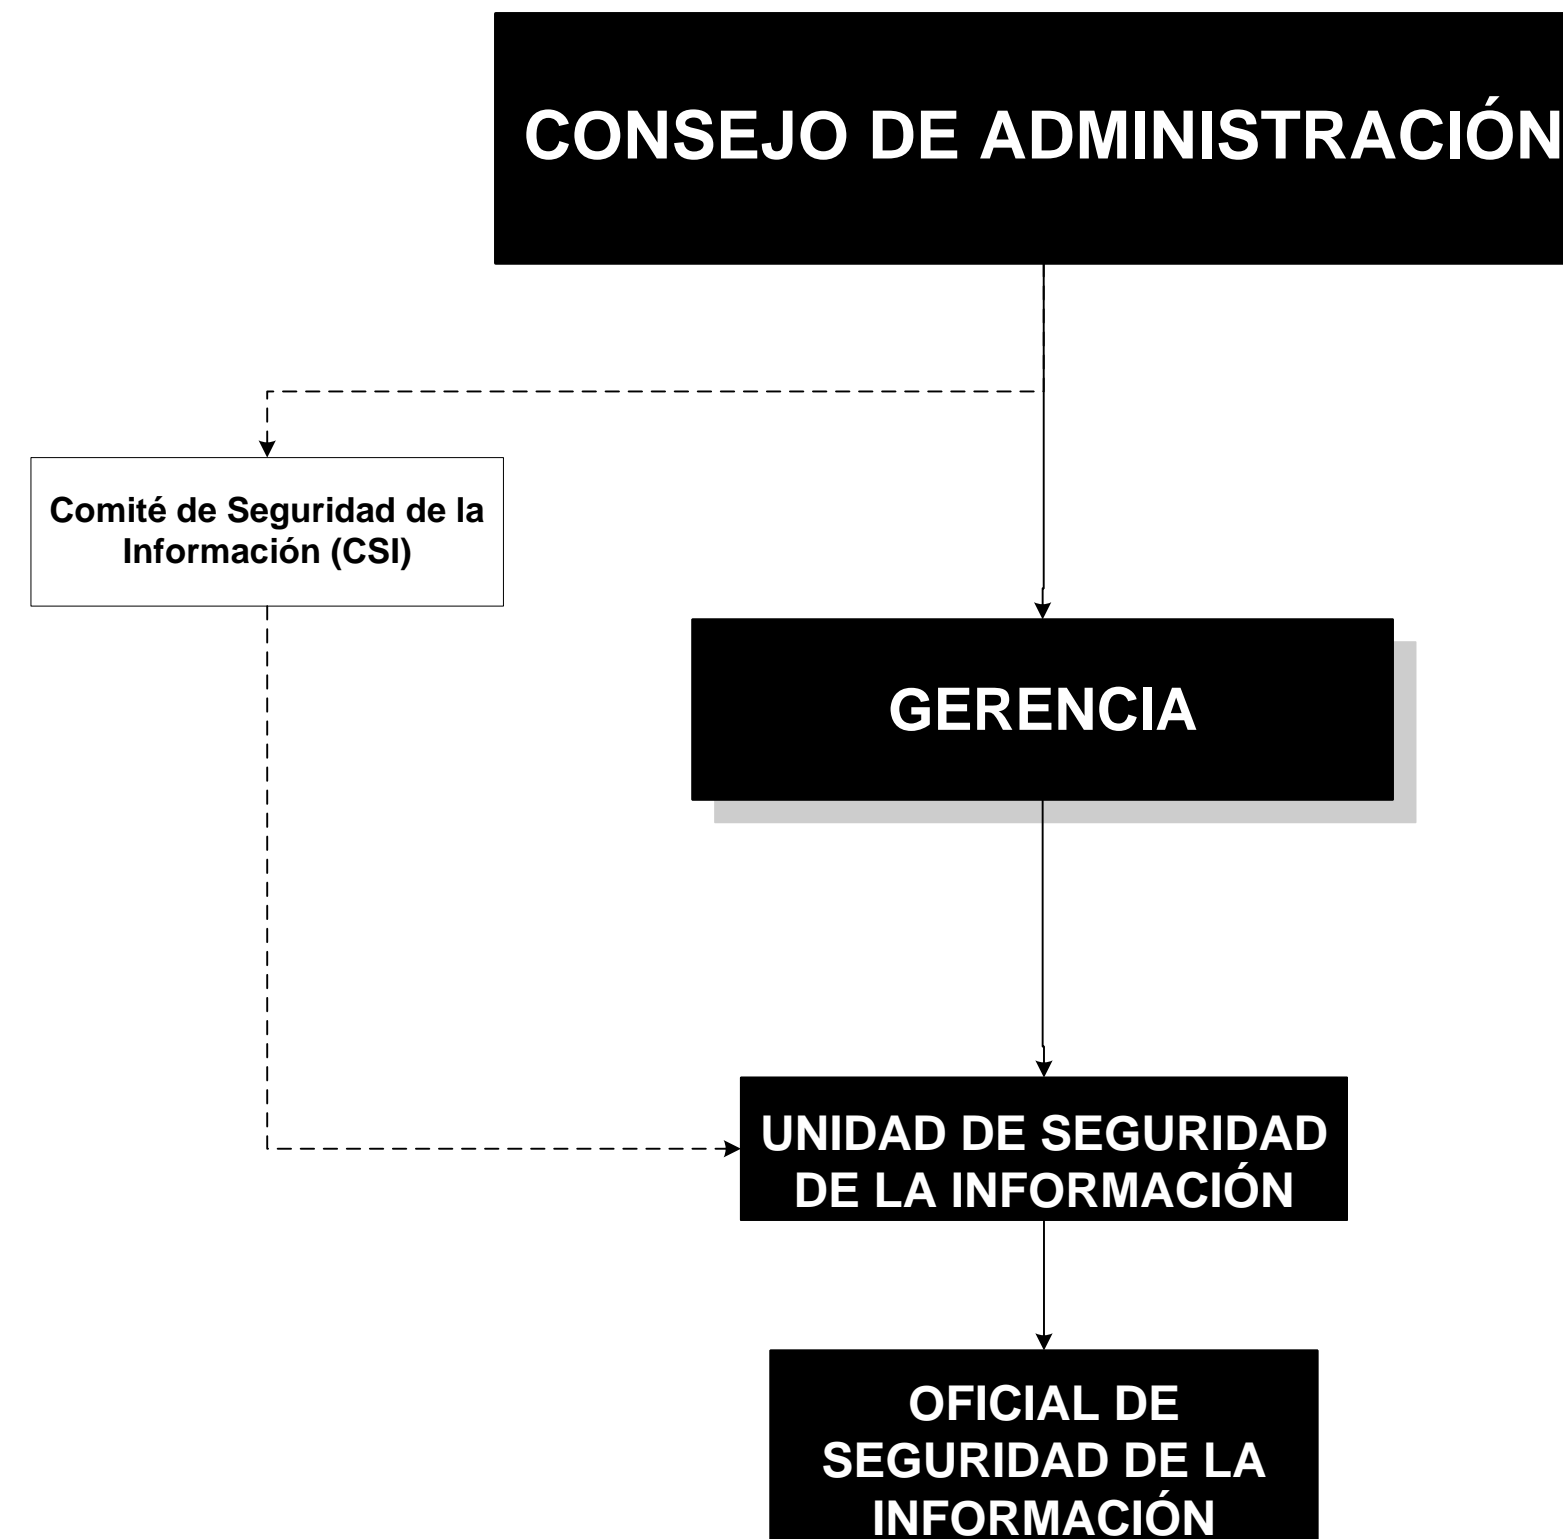 CONSEJO DE ADMINISTRACIÓN
Comité de Seguridad de la
Información (CSI)
GERENCIA
UNIDAD DE SEGURIDAD
DE LA INFORMACIÓN
OFICIAL DE
SEGURIDAD DE LA
INFORMACIÓN